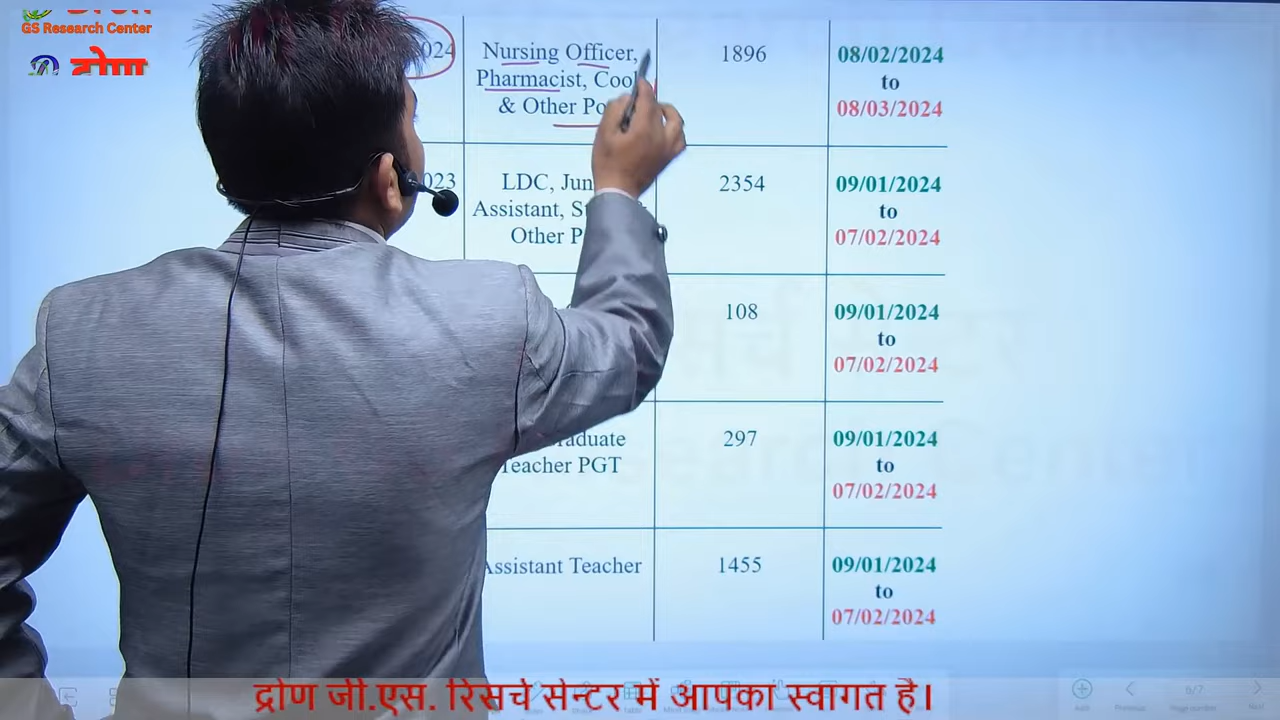 GS Research Center
द्रोण
024
Nursing Officer,
Pharmacist, Cook
& Other
1896
08/02/2024
to
08/03/2024
023
LDC,
Assistant,
Other
2354
09/01/2024
to
07/02/2024
108
09/01/2024
to
07/02/2024
Teacher PGT
297
09/01/2024
to
07/02/2024
Assistant Teacher
1455
09/01/2024
to
07/02/2024
द्रोण जी.एस. रिसर्च सेन्टर में आपका स्वागत है।